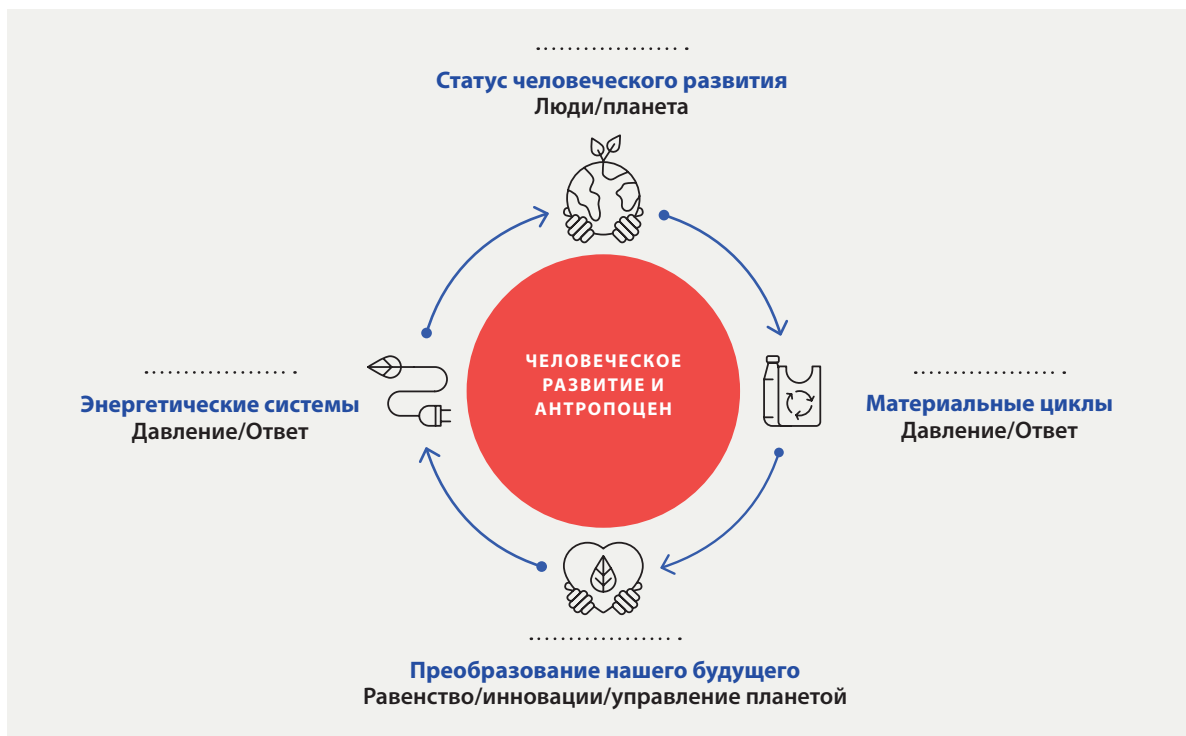 Статус человеческого развития
Люди/планета
ЧЕЛОВЕЧЕСКОЕ
РАЗВИТИЕ И
АНТРОПОЦЕН
Энергетические системы
Давление/Ответ
Материальные циклы
Давление/Ответ
Преобразование нашего будущего
Равенство/инновации/управление планетой